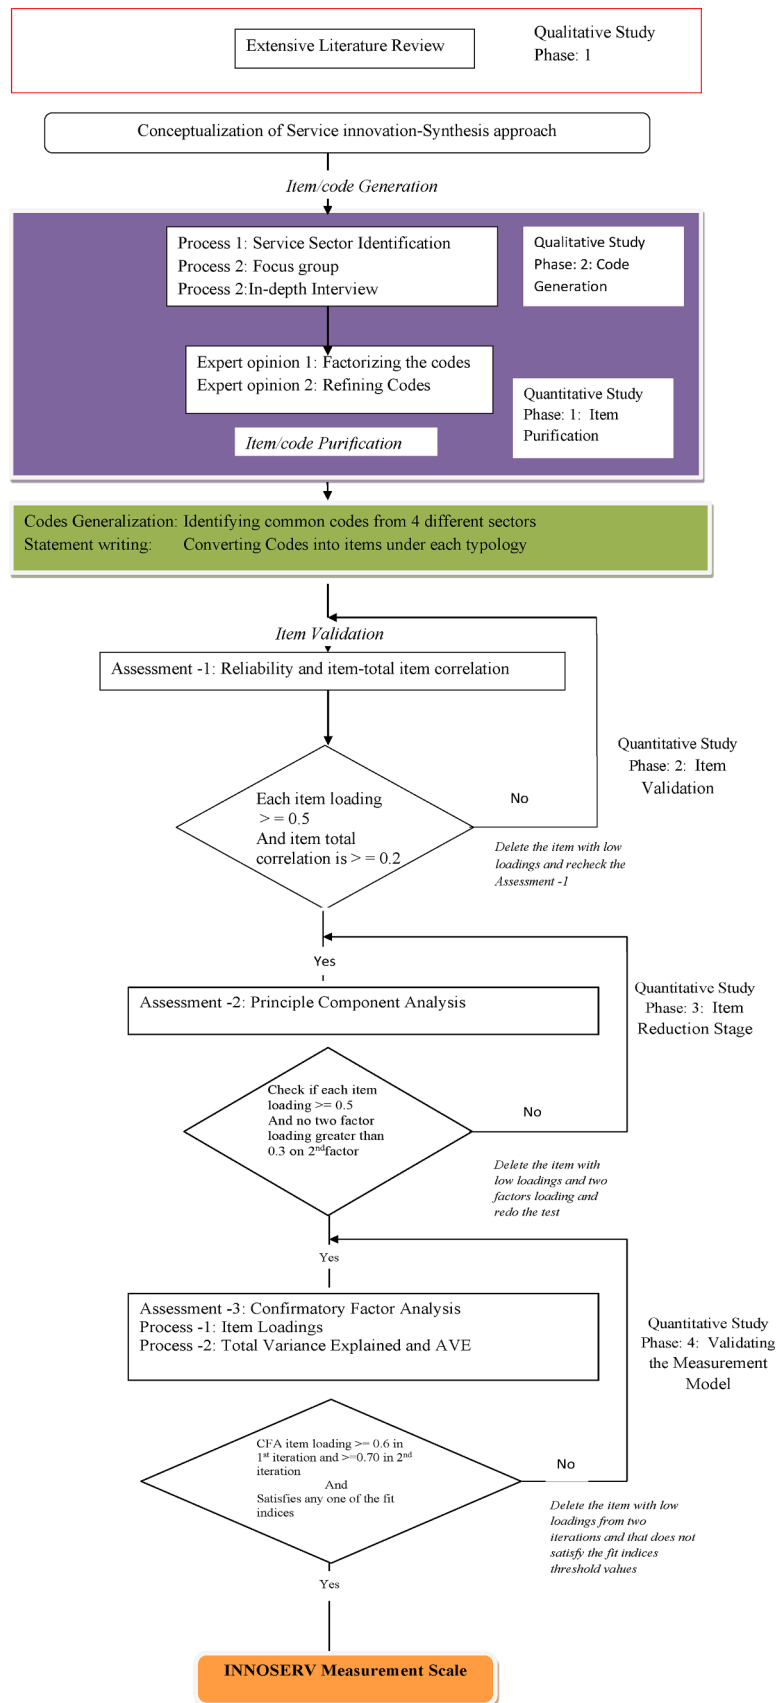 Extensive Literature Review
Qualitative Study
Phase: 1
Conceptualization of Service innovation-Synthesis approach
Item/code Generation
Process 1: Service Sector Identification
Process 2: Focus group
Process 2:In-depth Interview
Qualitative Study
Phase: 2: Code
Generation
Expert opinion 1: Factorizing the codes
Expert opinion 2: Refining Codes
Quantitative Study
Phase: 1: Item
Purification
Item/code Purification
Codes Generalization: Identifying common codes from 4 different sectors
Statement writing: Converting Codes into items under each typology
Item Validation
Assessment -1: Reliability and item-total item correlation
Quantitative Study
Phase: 2: Item
Validation
Each item loading
> = 0.5
And item total
correlation is > = 0.2
No
Delete the item with low
loadings and recheck the
Assessment -1
Yes
Assessment -2: Principle Component Analysis
Quantitative Study
Phase: 3: Item
Reduction Stage
Check if each item
loading >= 0.5
And no two factor
loading greater than
0.3 on 2nd factor
No
Delete the item with
low loadings and two
factors loading and
redo the test
Yes
Assessment -3: Confirmatory Factor Analysis
Process -1: Item Loadings
Process -2: Total Variance Explained and AVE
Quantitative Study
Phase: 4: Validating
the Measurement
Model
CFA item loading >= 0.6 in
1st iteration and >=0.70 in 2nd
iteration
And
Satisfies any one of the fit
indices
No
Delete the item with low
loadings from two
iterations and that does not
satisfy the fit indices
threshold values
Yes
INNOSERV Measurement Scale